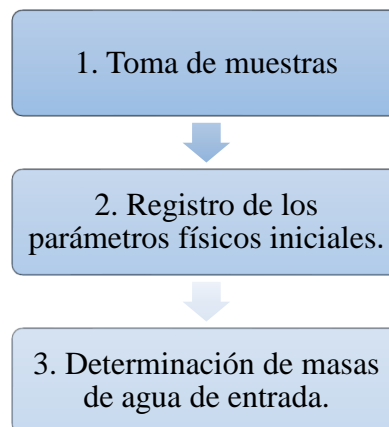 1. Toma de muestras
2. Registro de los
parámetros físicos iniciales.
3. Determinación de masas
de agua de entrada.